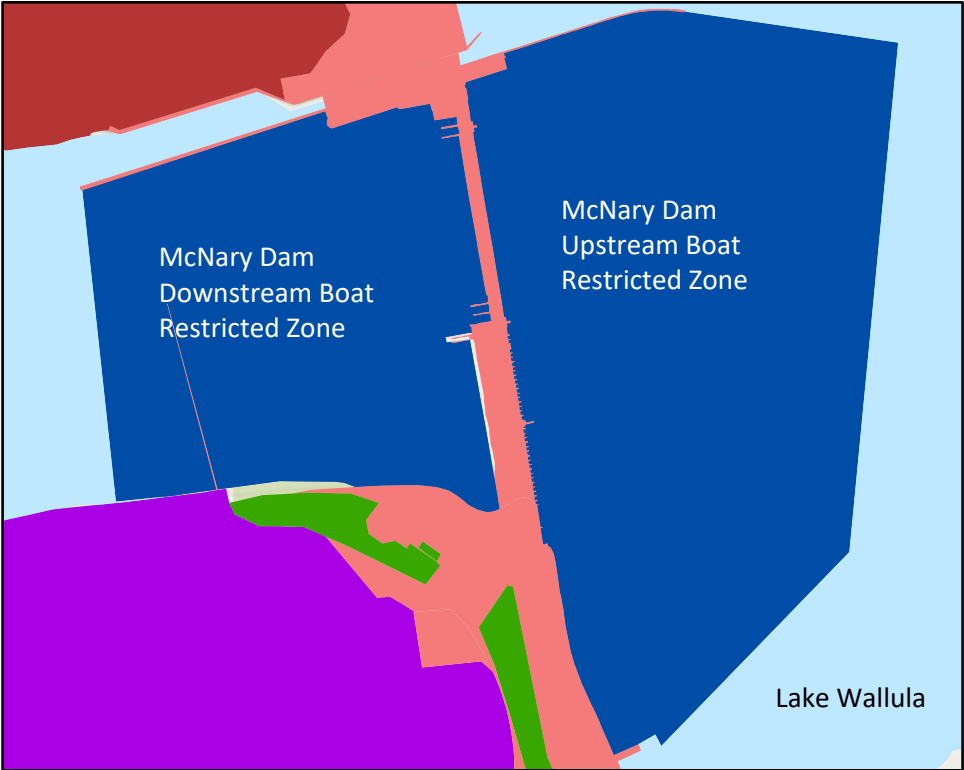 McNary Dam
Downstream Boat
Restricted Zone
McNary Dam
Upstream Boat
Restricted Zone
Lake Wallula